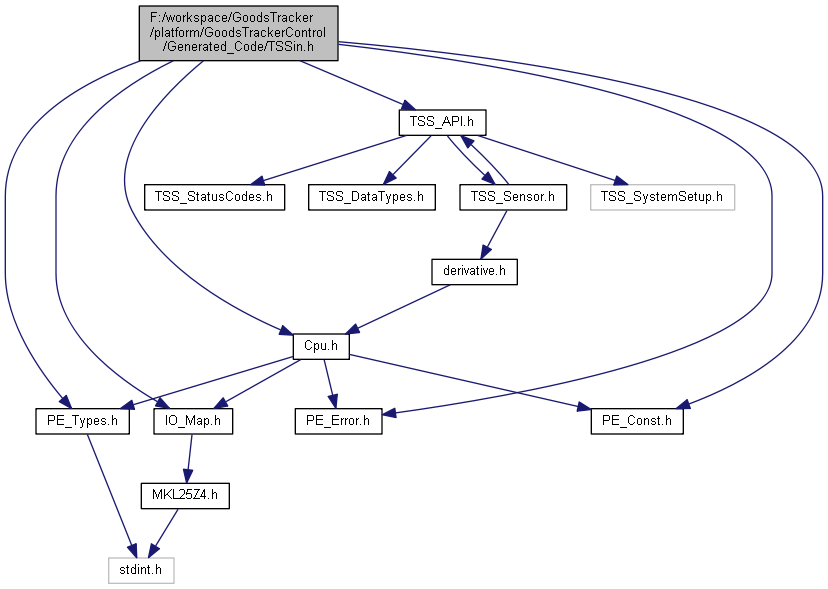 F:/workspace/GoodsTracker
/platform/GoodsTrackerControl
/Generated_Code/TSSin.h
TSS_API.h
TSS_StatusCodes.h
TSS_DataTypes.h
TSS_Sensor.h
TSS_SystemSetup.h
derivative.h
Cpu.h
PE_Types.h
IO_Map.h
PE_Error.h
PE_Const.h
MKL25Z4.h
stdint.h